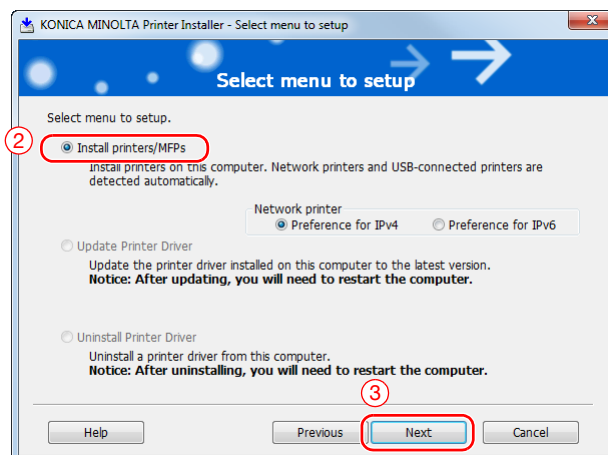 KONICA MINOLTA Printer Installer - Select menu to setup
Select menu to setup
Select menu to setup.
② Install printers/MFPs
Install printers on this computer. Network printers and USB-connected printers are
detected automatically.
Network printer
Preference for IPv4 Preference for IPv6
Update Printer Driver
Update the printer driver installed on this computer to the latest version.
Notice: After updating, you will need to restart the computer.
Uninstall Printer Driver
Uninstall a printer driver from this computer.
Notice: After uninstalling, you will need to restart the computer.
③
Help Previous Next Cancel